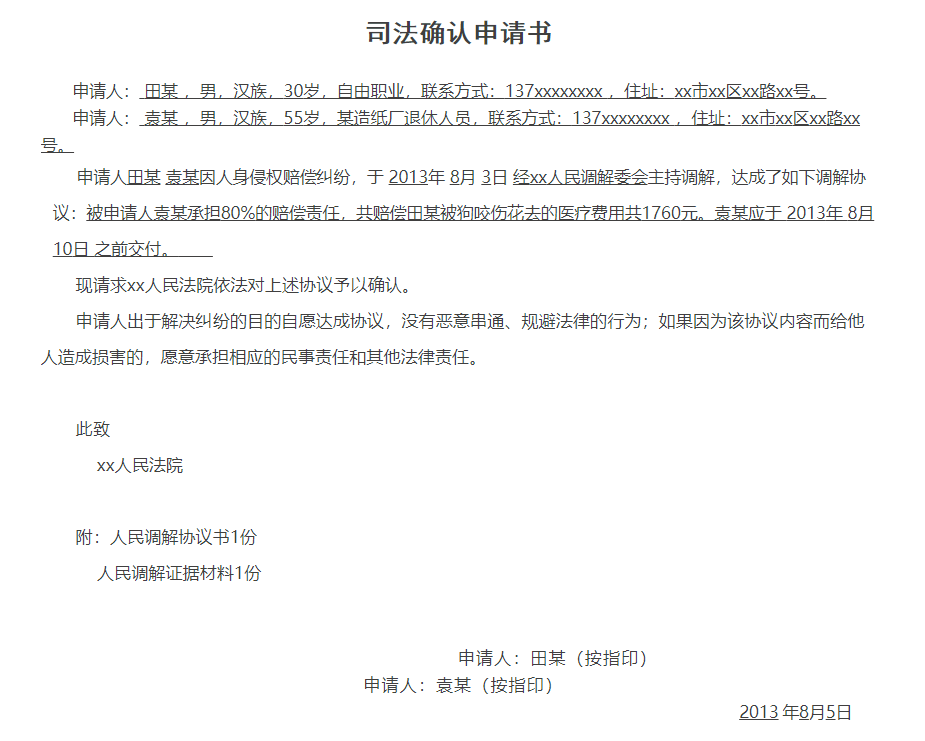 司法确认申请书
申请人： 田某 ，男，汉族，30岁，自由职业，联系方式：137xxxxxxxx ，住址：xx市xx区xx路xx号。
申请人： 袁某 ，男，汉族，55岁，某造纸厂退休人员，联系方式：137xxxxxxxx ，住址：xx市xx区xx路xx
号。
申请人田某 袁某因人身侵权赔偿纠纷，于 2013年 8月 3日 经xx人民调解委会主持调解，达成了如下调解协
议：被申请人袁某承担80%的赔偿责任，共赔偿田某被狗咬伤花去的医疗费用共1760元。袁某应于 2013年 8月
10日 之前交付。
现请求xx人民法院依法对上述协议予以确认。
申请人出于解决纠纷的目的自愿达成协议，没有恶意串通、规避法律的行为；如果因为该协议内容而给他
人造成损害的，愿意承担相应的民事责任和其他法律责任。
此致
xx人民法院
附：人民调解协议书1份
人民调解证据材料1份
申请人：田某（按指印）
申请人：袁某（按指印）
2013 年8月5日